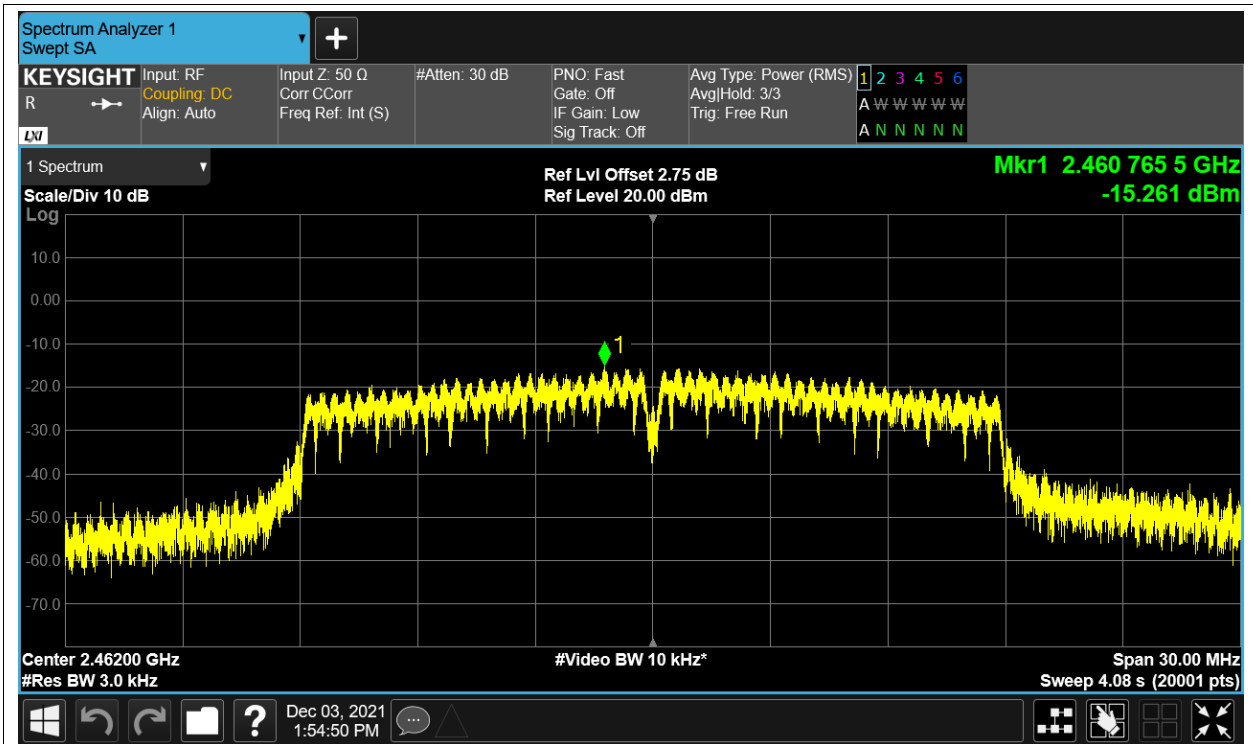 Spectrum Analyzer 1
Swept SA
▼
+
KEYSIGHT
R
LXI
Input: RF
Coupling: DC
Align: Auto
Input Z: 50 Ω
Corr CCorr
Freq Ref: Int (S)
#Atten: 30 dB
PNO: Fast
Gate: Off
IF Gain: Low
Sig Track: Off
Avg Type: Power (RMS)
Avg|Hold: 3/3
Trig: Free Run
1 2 3 4 5 6
A W W W W W
A N N N N N
1 Spectrum ▼
Scale/Div 10 dB
Log
Ref Lvl Offset 2.75 dB
Ref Level 20.00 dBm
Mkr1 2.460 765 5 GHz
-15.261 dBm
10.0
0.00
-10.0
-20.0
-30.0
-40.0
-50.0
-60.0
-70.0
1
Center 2.46200 GHz
#Res BW 3.0 kHz
#Video BW 10 kHz*
Span 30.00 MHz
Sweep 4.08 s (20001 pts)
?
Dec 03, 2021
1:54:50 PM